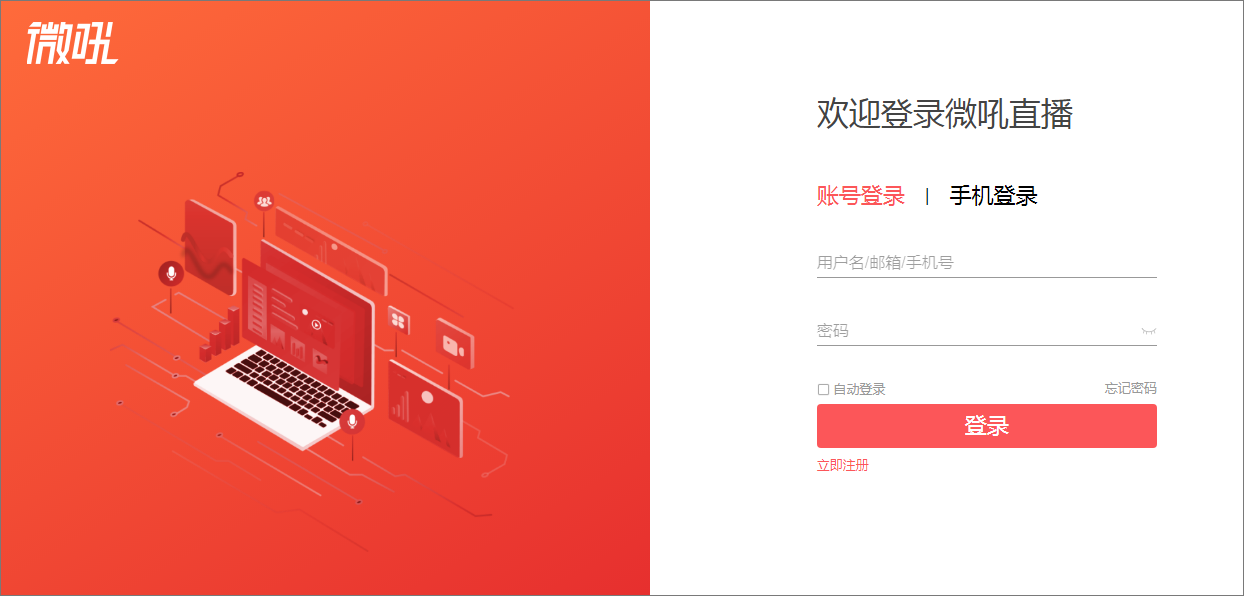 微吼
欢迎登录微吼直播
账号登录 | 手机登录
用户名/邮箱/手机号
密码
自动登录 忘记密码
登录
立即注册